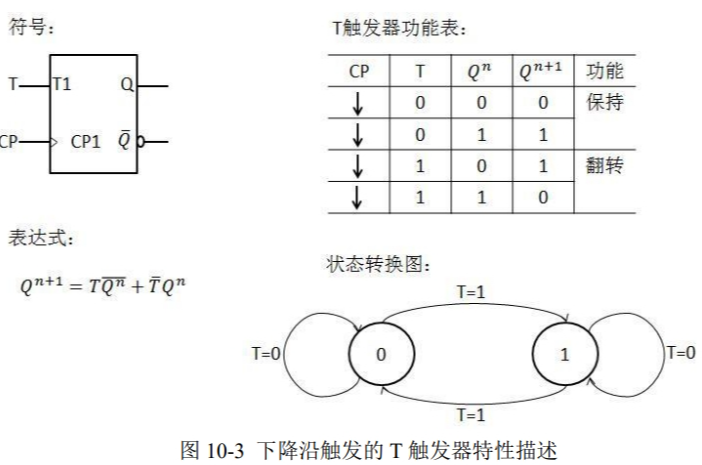 符号：
T T1 Q
CP CP1 Q̅
表达式：
Qⁿ⁺¹ = TQ̅ⁿ̅ + T̅Qⁿ
T触发器功能表：
CP T Qⁿ Qⁿ⁺¹ 功能
↓ 0 0 0 保持
↓ 0 1 1
↓ 1 0 1 翻转
↓ 1 1 0
状态转换图：
T=1
T=0 0 1 T=0
T=1
图 10-3 下降沿触发的 T 触发器特性描述